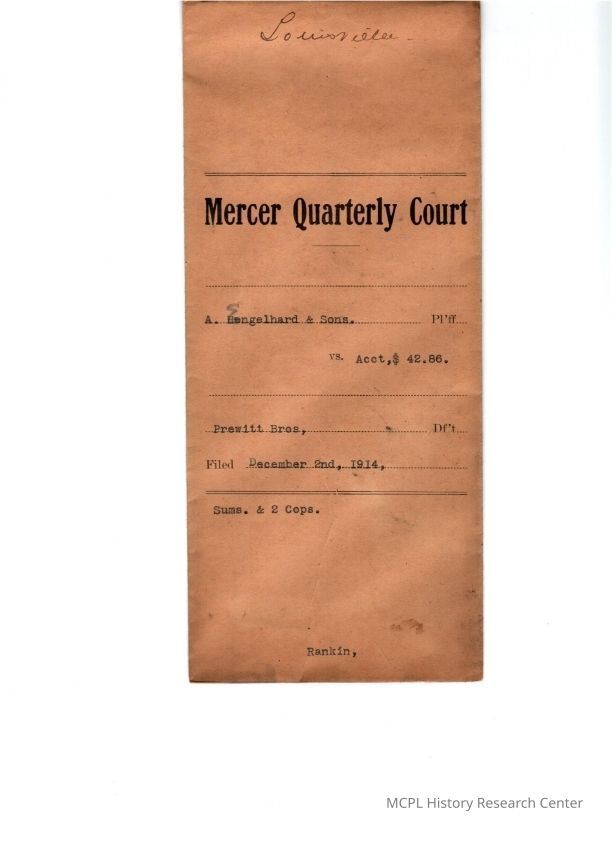 Louisville
Mercer Quarterly Court
A. Engelhard & Sons. Pl'ff
vs. Acct,$ 42.86.
Prewitt Bros, Df't
Filed December 2nd, 1914,
Sums. & 2 Cops.
Rankin,
MCPL History Research Center